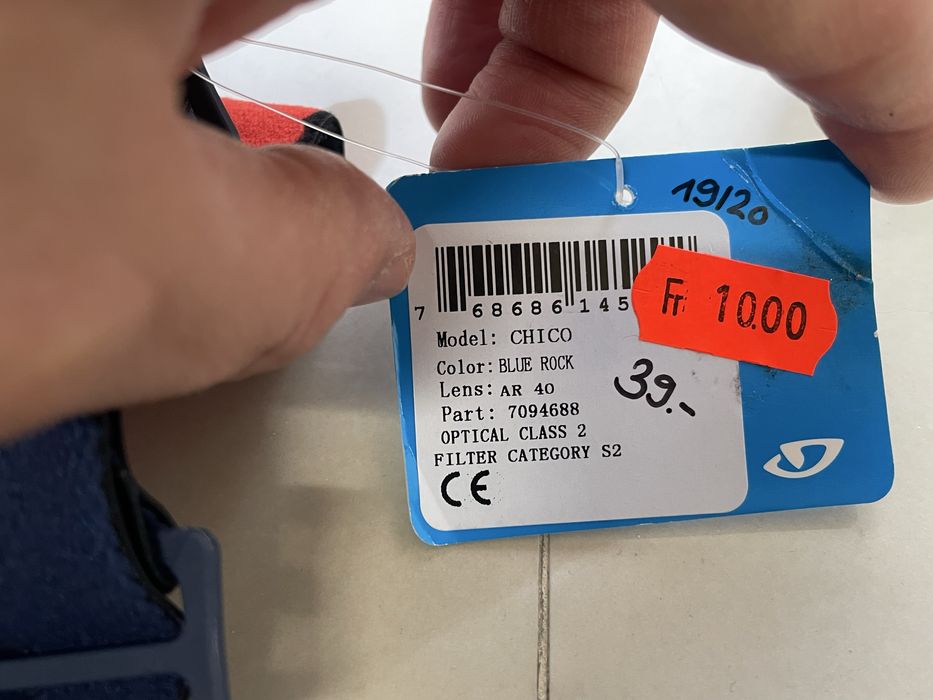 19/20
7 68686 145
Fr 10.00
Model: CHICO
Color: BLUE ROCK
Lens: AR 40
39.-
Part: 7094688
OPTICAL CLASS 2
FILTER CATEGORY S2
CE